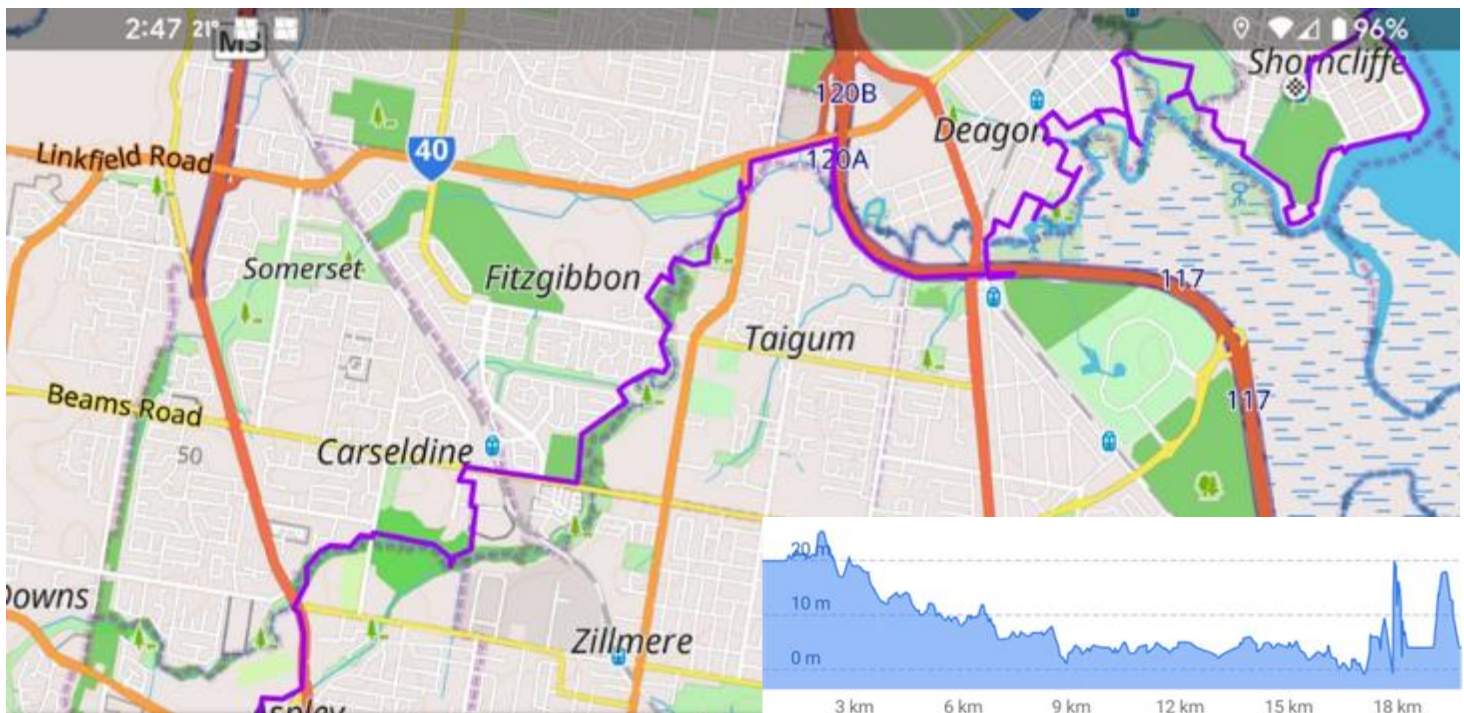 2:47 21° 96%
M3
Shorncliffe
120B
Deagon
Linkfield Road
40
120A
Somerset
Fitzgibbon
117
Taigum
Beams Road
117
Carseldine
50
Downs
Zillmere
20 m
10 m
0 m
3 km 6 km 9 km 12 km 15 km 18 km